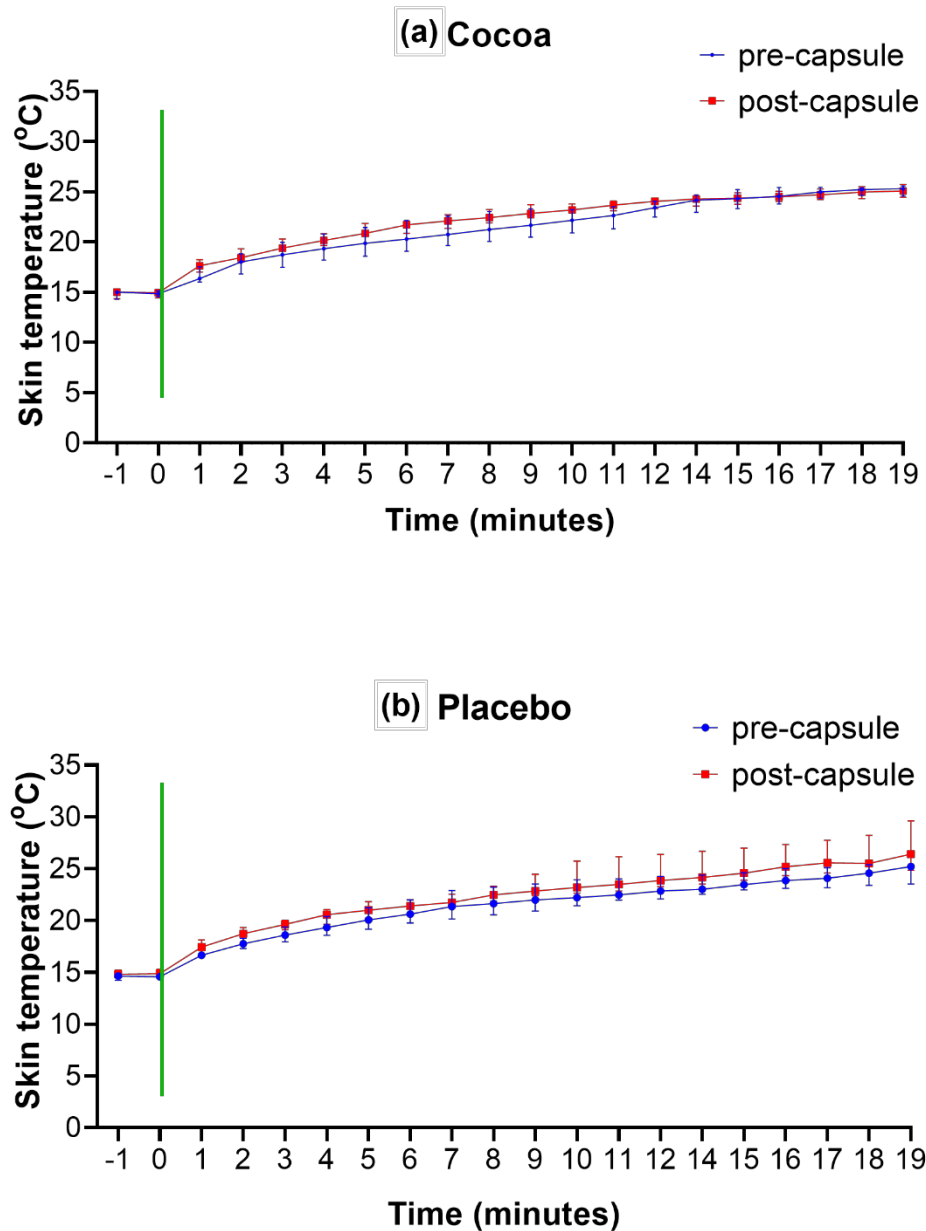 (a) Cocoa
pre-capsule
post-capsule
Skin temperature (°C)
35
30
25
20
15
10
5
0
-1 0 1 2 3 4 5 6 7 8 9 10 11 12 14 15 16 17 18 19
Time (minutes)
(b) Placebo
pre-capsule
post-capsule
Skin temperature (°C)
35
30
25
20
15
10
5
0
-1 0 1 2 3 4 5 6 7 8 9 10 11 12 14 15 16 17 18 19
Time (minutes)